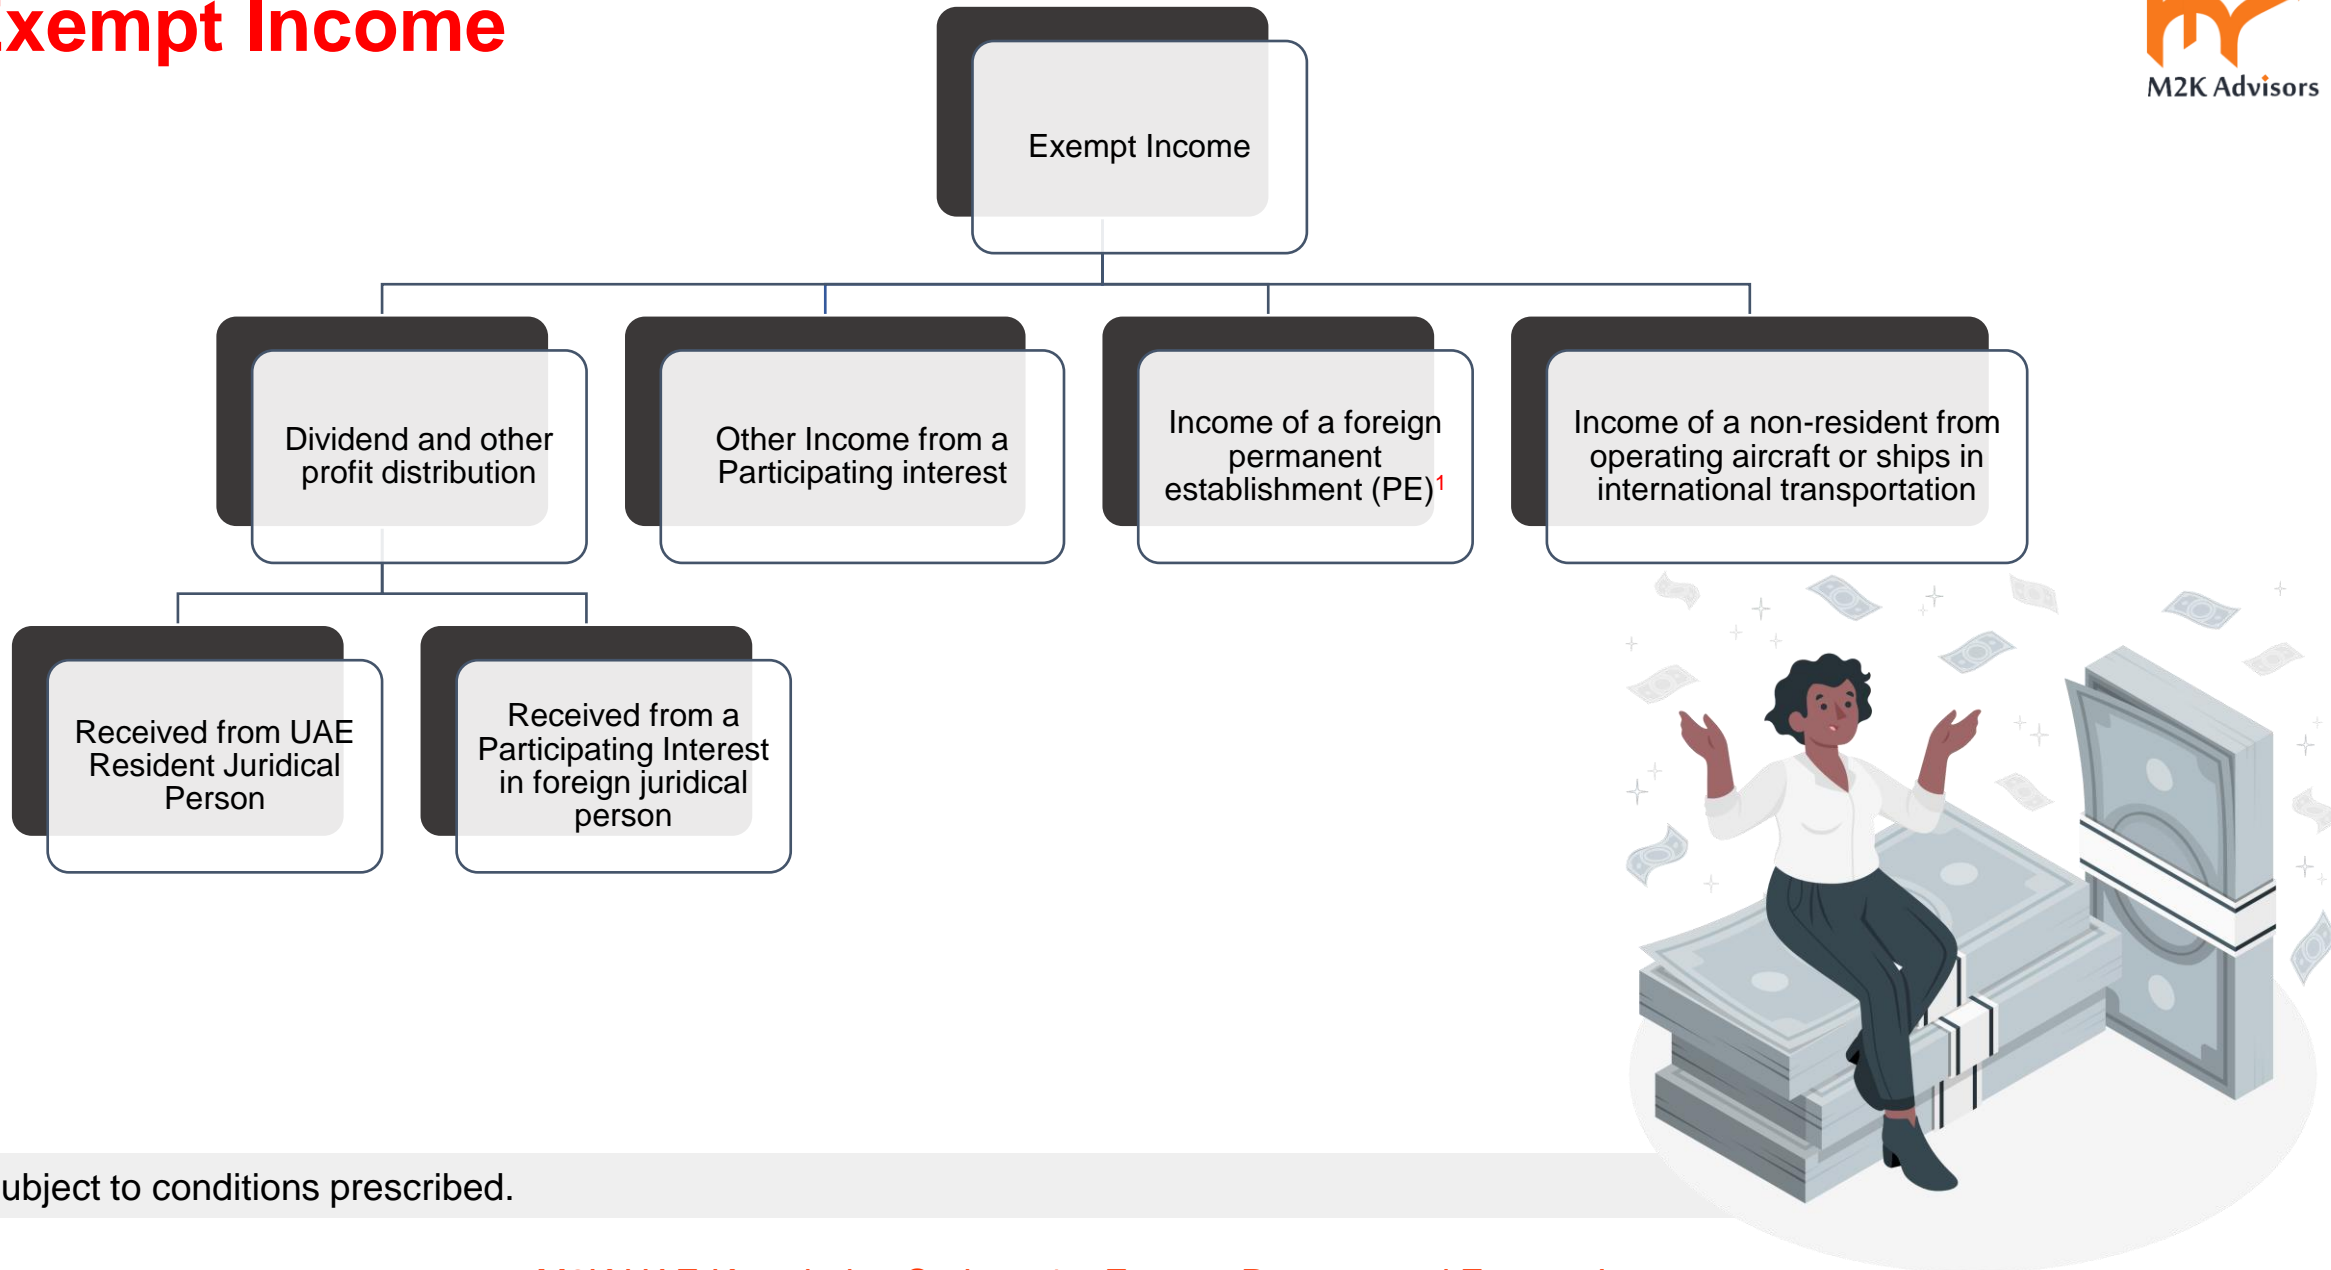 Exempt Income
M2K Advisors
Exempt Income
Dividend and other
profit distribution
Other Income from a
Participating interest
Income of a foreign
permanent
establishment (PE)1
Income of a non-resident from
operating aircraft or ships in
international transportation
Received from UAE
Resident Juridical
Person
Received from a
Participating Interest
in foreign juridical
person
ubject to conditions prescribed.